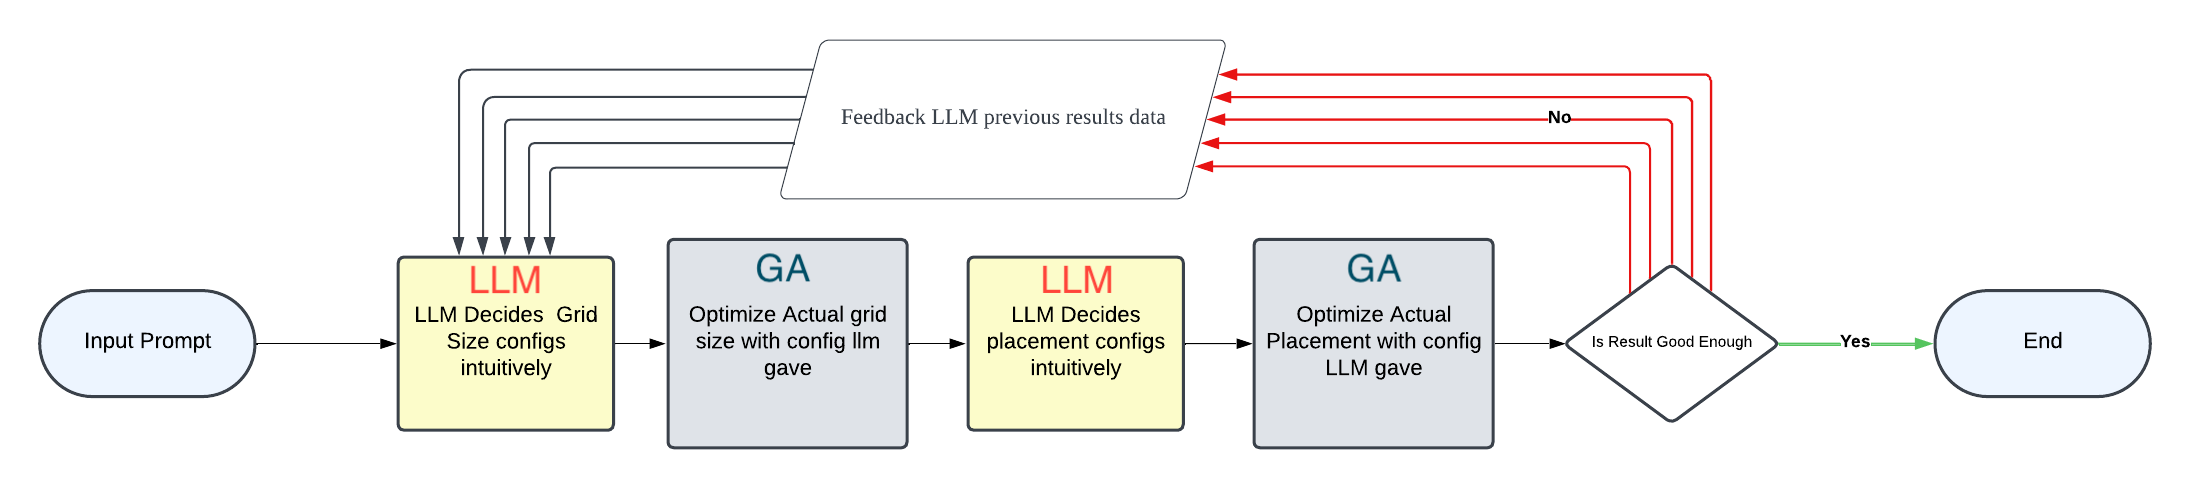 Feedback LLM previous results data
No
Input Prompt
LLM
LLM Decides  Grid
Size configs
intuitively
GA
Optimize Actual grid
size with config llm
gave
LLM
LLM Decides
placement configs
intuitively
GA
Optimize Actual
Placement with config
LLM gave
Is Result Good Enough
Yes
End